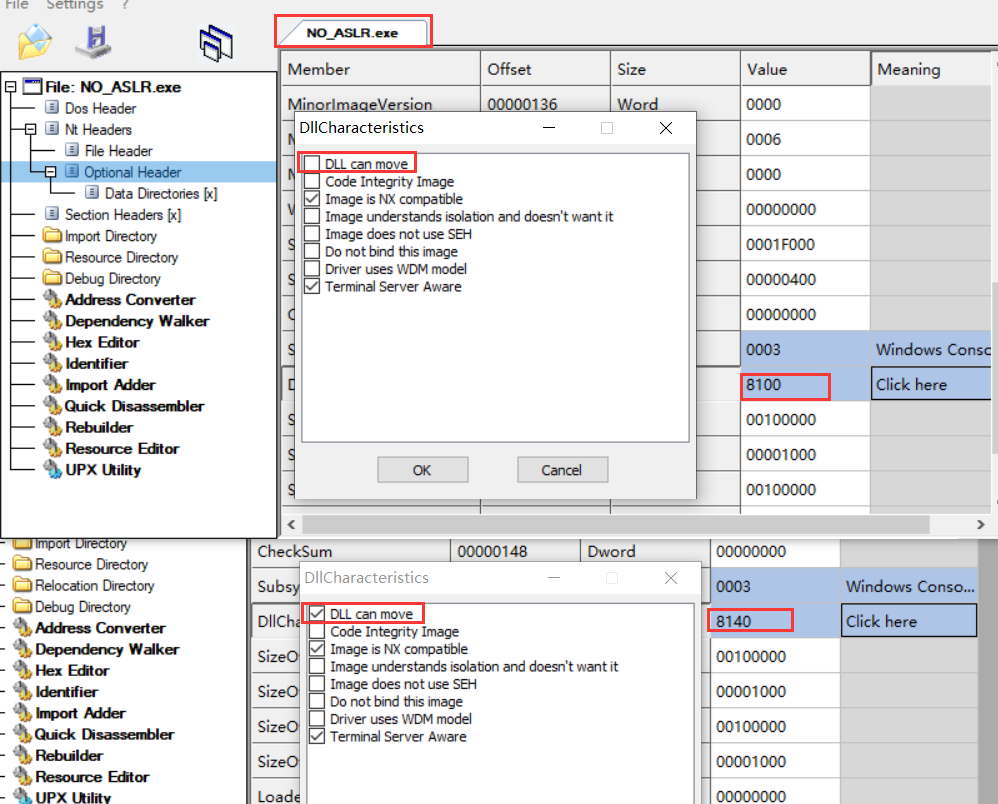 File Settings ?
NO_ASLR.exe
File: NO_ASLR.exe
Dos Header
Nt Headers
File Header
Optional Header
Data Directories [x]
Section Headers [x]
Import Directory
Resource Directory
Debug Directory
Address Converter
Dependency Walker
Hex Editor
Identifier
Import Adder
Quick Disassembler
Rebuilder
Resource Editor
UPX Utility
Member Offset Size Value Meaning
MinorImageVersion 00000136 Word 0000
0006
0000
00000000
0001F000
00000400
00000000
0003 Windows Consc
8100 Click here
00100000
00001000
00100000
DllCharacteristics
DLL can move
Code Integrity Image
Image is NX compatible
Image understands isolation and doesn't want it
Image does not use SEH
Do not bind this image
Driver uses WDM model
Terminal Server Aware
OK Cancel
Import Directory
Resource Directory
Relocation Directory
Debug Directory
Address Converter
Dependency Walker
Hex Editor
Identifier
Import Adder
Quick Disassembler
Rebuilder
Resource Editor
UPX Utility
CheckSum 00000148 Dword 00000000
Subsy 0003 Windows Conso...
DllCha 8140 Click here
SizeO 00100000
SizeO 00001000
SizeO 00100000
SizeO 00001000
Loade 00000000
DllCharacteristics
DLL can move
Code Integrity Image
Image is NX compatible
Image understands isolation and doesn't want it
Image does not use SEH
Do not bind this image
Driver uses WDM model
Terminal Server Aware